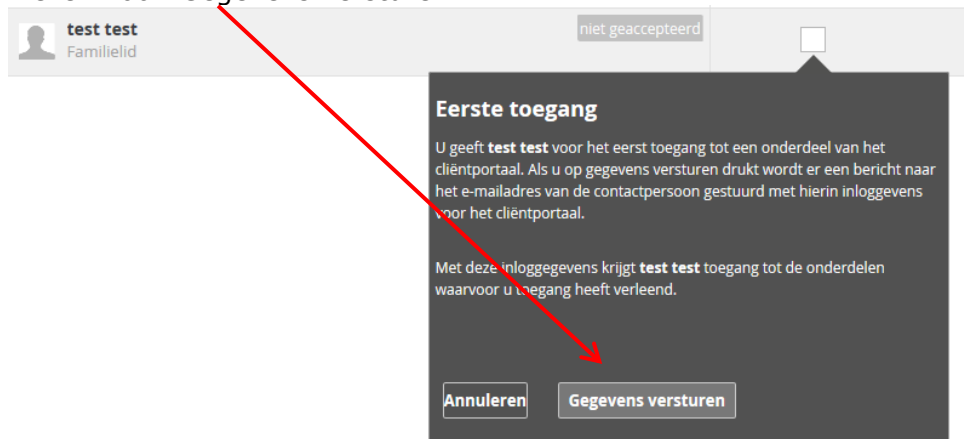 test test
niet geaccepteerd
Familielid
Eerste toegang
U geeft test test voor het eerst toegang tot een onderdeel van het
cliëntportaal. Als u op gegevens versturen drukt wordt er een bericht naar
het e-mailadres van de contactpersoon gestuurd met hierin inloggevens
voor het cliëntportaal.
Met deze inloggegevens krijgt test test toegang tot de onderdelen
waarvoor u toegang heeft verleend.
Annuleren
Gegevens versturen